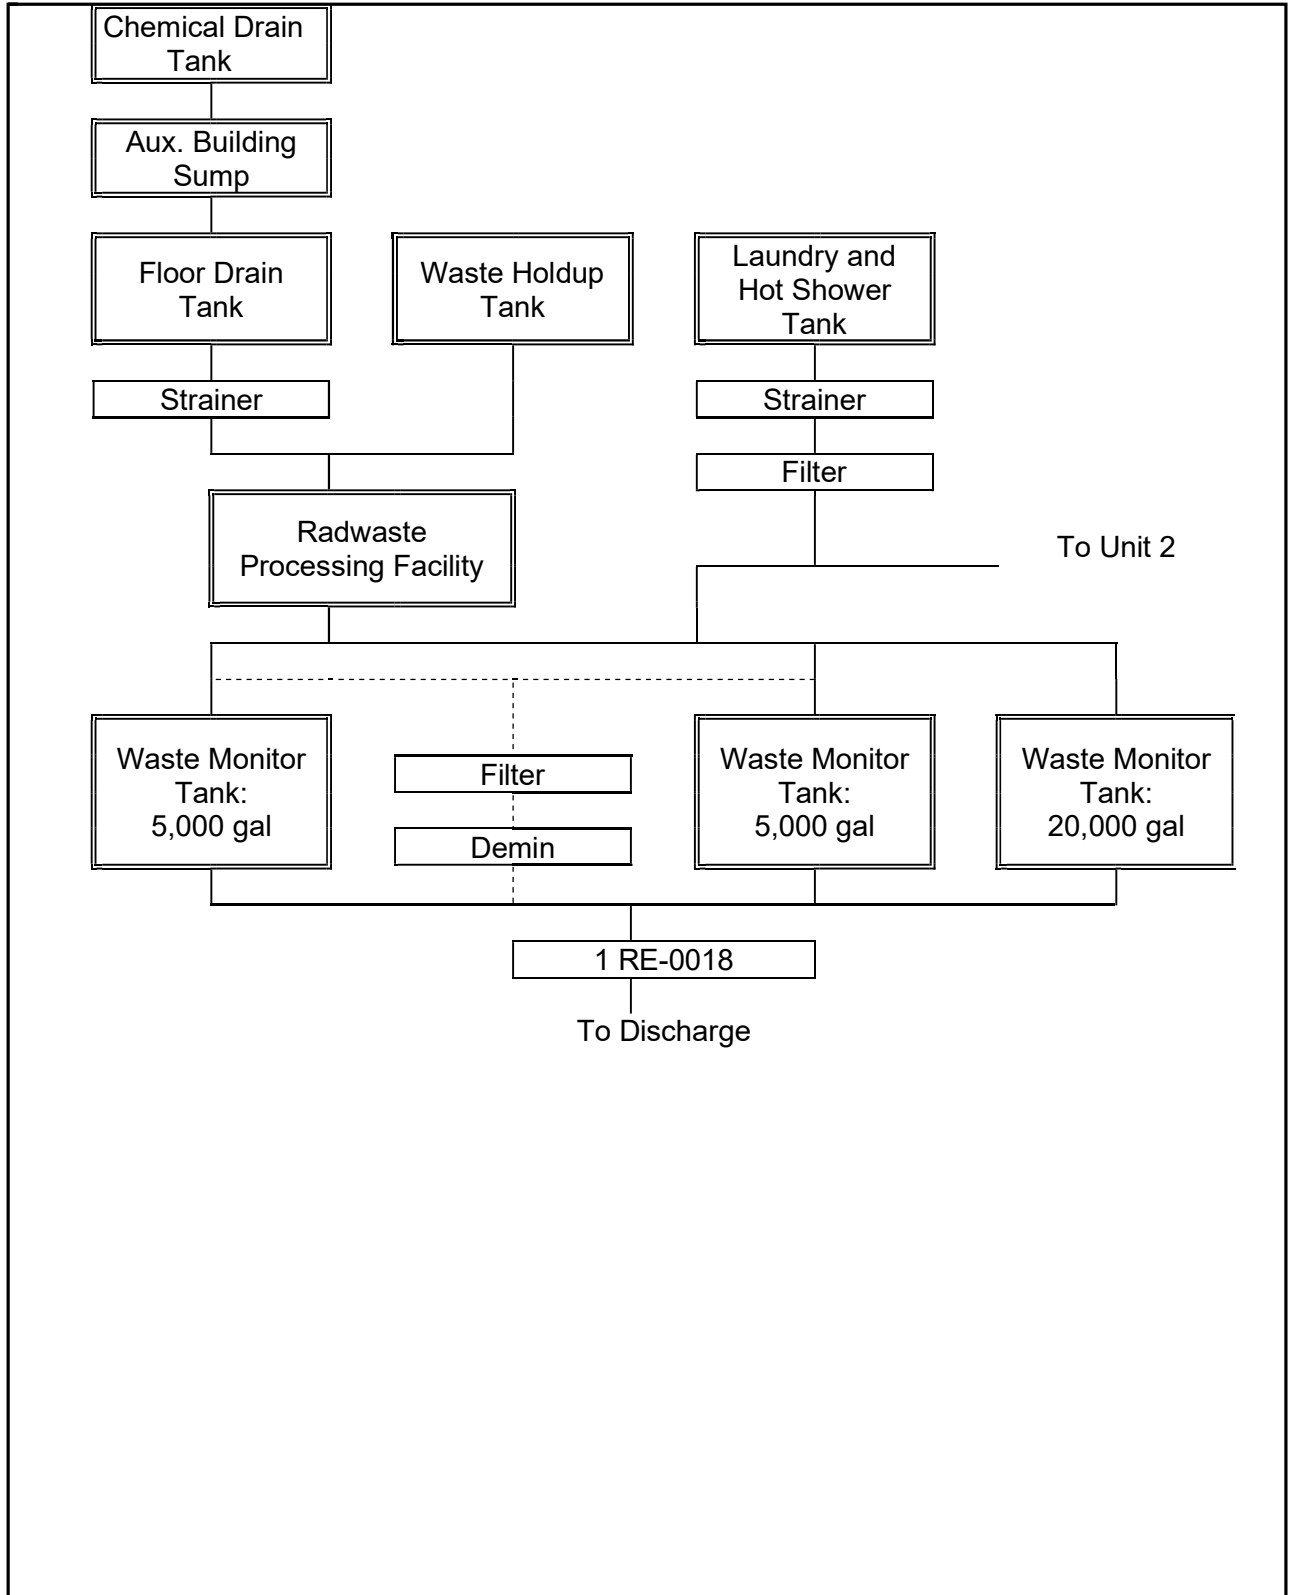 Chemical Drain
Tank
Aux. Building
Sump
Floor Drain
Tank
Waste Holdup
Tank
Laundry and
Hot Shower
Tank
Strainer
Strainer
Filter
Radwaste
Processing Facility
To Unit 2
Waste Monitor
Tank:
5,000 gal
Filter
Demin
Waste Monitor
Tank:
5,000 gal
Waste Monitor
Tank:
20,000 gal
1 RE-0018
To Discharge